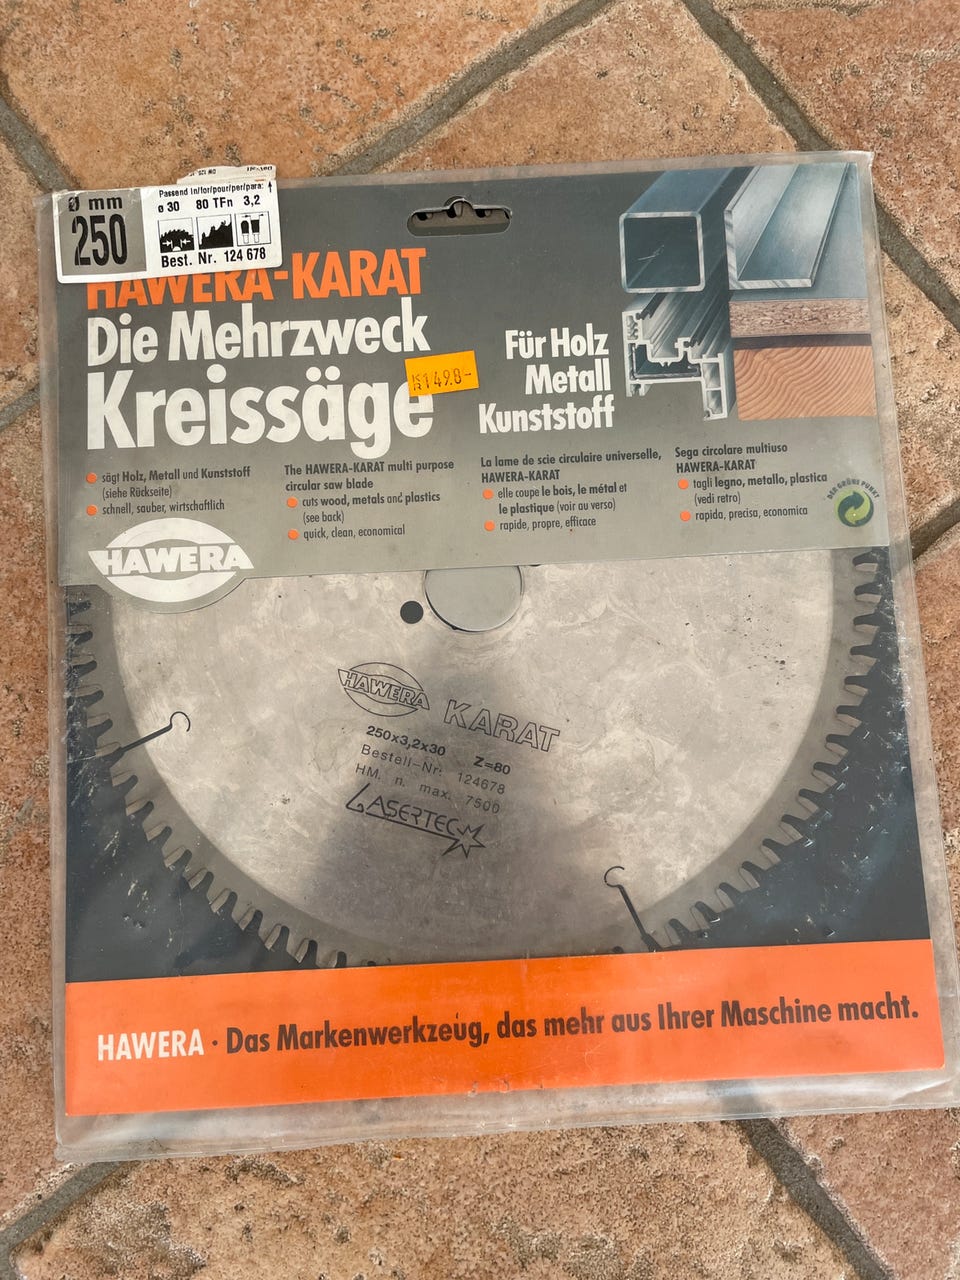 Ø mm
250
Passend in/for/pour/per/para:
ø 30 80 TFn 3,2
Best. Nr. 124 678
HAWERA-KARAT
Die Mehrzweck
Kreissäge
149.8-
Für Holz
Metall
Kunststoff
sägt Holz, Metall und Kunststoff
(siehe Rückseite)
schnell, sauber, wirtschaftlich
The HAWERA-KARAT multi purpose
circular saw blade
cuts wood, metals and plastics
(see back)
quick, clean, economical
La lame de scie circulaire universelle,
HAWERA-KARAT
elle coupe le bois, le métal et
le plastique (voir au verso)
rapide, propre, efficace
Sega circolare multiuso
HAWERA-KARAT
tagli legno, metallo, plastica
(vedi retro)
rapida, precisa, economica
DER GRÜNE PUNKT
HAWERA
HAWERA KARAT
250x3,2x30 Z=80
Bestell-Nr: 124678
HM. n. max. 7500
LASERTEC
HAWERA · Das Markenwerkzeug, das mehr aus Ihrer Maschine macht.